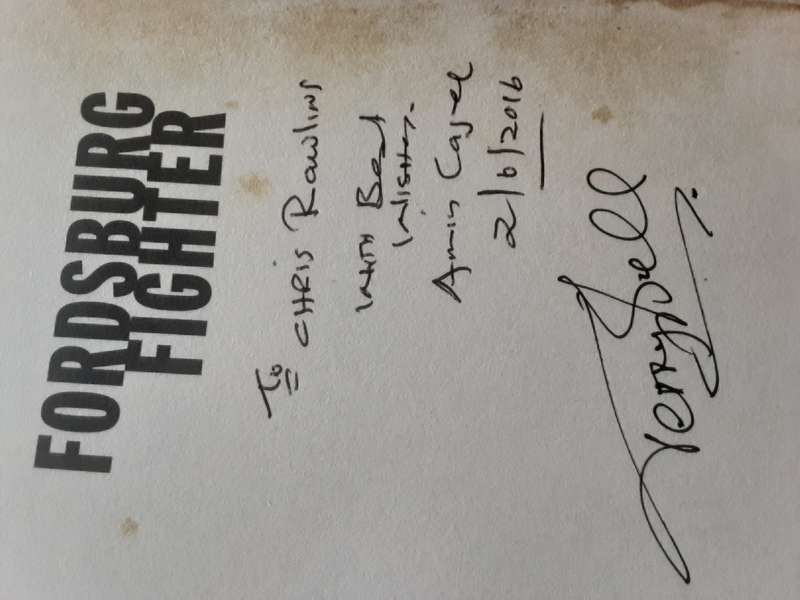 FORDSBURG
FIGHTER
To CHRIS Rawlins
WITH Best
Wishes.
Amin Cajee
2/6/2016